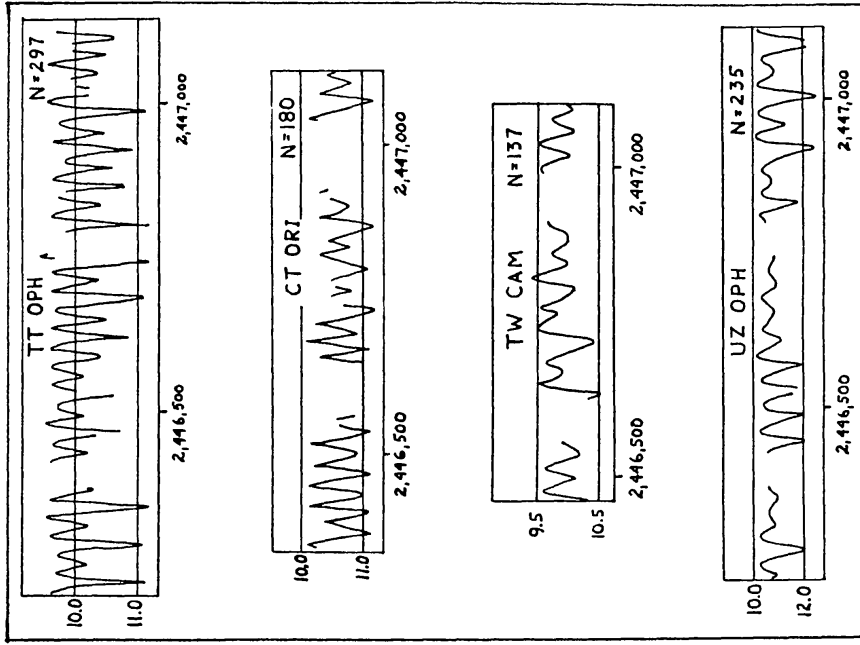 TT OPH
N=297
10.0
11.0
2,446,500
2,447,000
CT ORI
N=180
10.0
11.0
2,446,500
2,447,000
TW CAM
N=137
9.5
10.5
2,446,500
2,447,000
UZ OPH
N=235
10.0
12.0
2,446,500
2,447,000